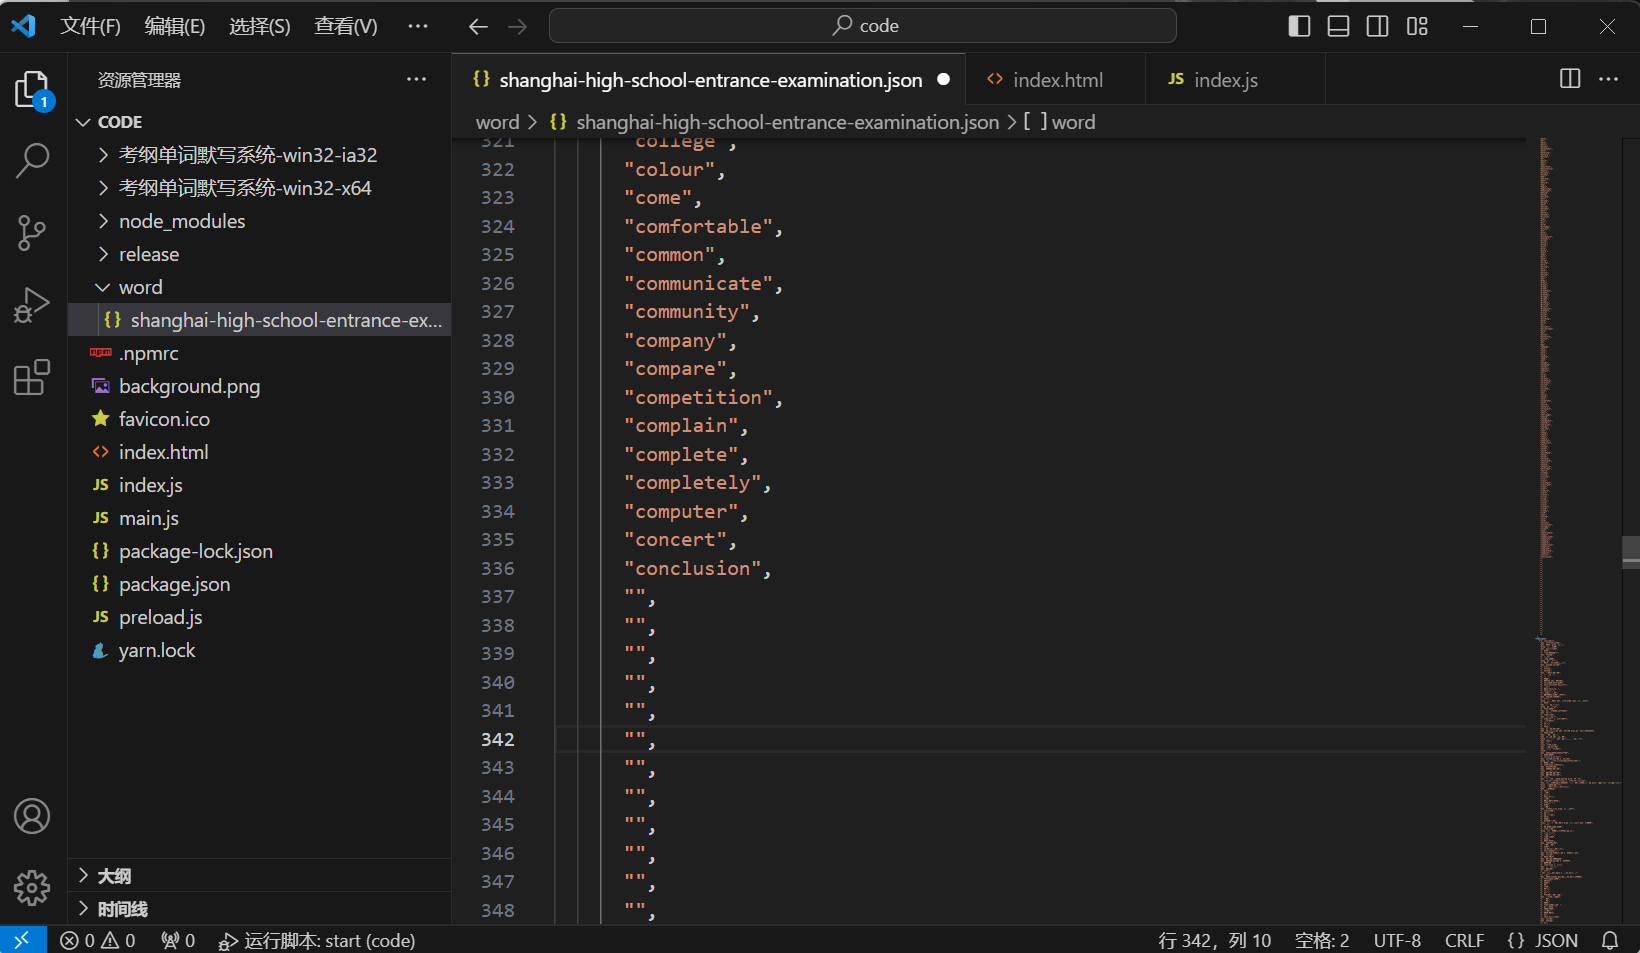 文件(F) 编辑(E) 选择(S) 查看(V) ··· code
资源管理器 ···
CODE
考纲单词默写系统-win32-ia32
考纲单词默写系统-win32-x64
node_modules
release
word
{} shanghai-high-school-entrance-ex...
npm .npmrc
background.png
favicon.ico
<> index.html
JS index.js
JS main.js
{} package-lock.json
{} package.json
JS preload.js
yarn.lock
大纲
时间线
1
{} shanghai-high-school-entrance-examination.json ● <> index.html JS index.js ···
word > {} shanghai-high-school-entrance-examination.json > [ ] word
321 "college",
322 "colour",
323 "come",
324 "comfortable",
325 "common",
326 "communicate",
327 "community",
328 "company",
329 "compare",
330 "competition",
331 "complain",
332 "complete",
333 "completely",
334 "computer",
335 "concert",
336 "conclusion",
337 "",
338 "",
339 "",
340 "",
341 "",
342 "",
343 "",
344 "",
345 "",
346 "",
347 "",
348 "",
0 0 0 运行脚本: start (code) 行 342，列 10 空格: 2 UTF-8 CRLF {} JSON